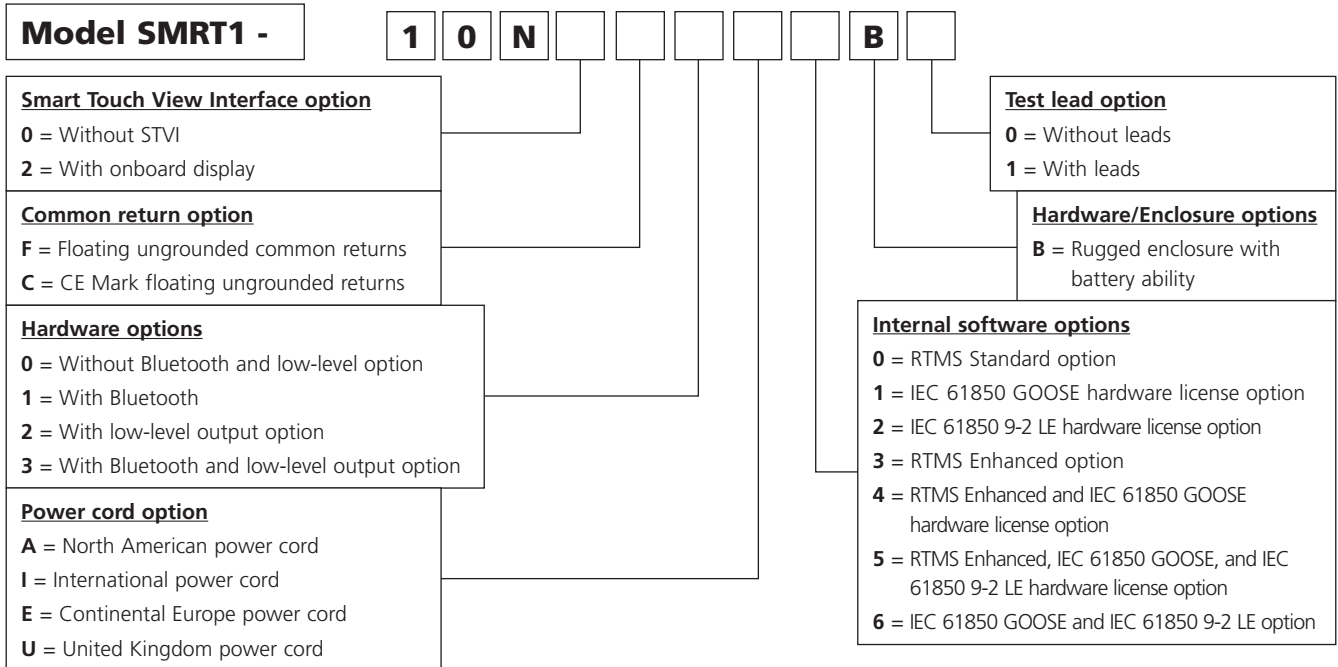 Model SMRT1 - 1 0 N B
Smart Touch View Interface option
0 = Without STVI
2 = With onboard display
Common return option
F = Floating ungrounded common returns
C = CE Mark floating ungrounded returns
Hardware options
0 = Without Bluetooth and low-level option
1 = With Bluetooth
2 = With low-level output option
3 = With Bluetooth and low-level output option
Power cord option
A = North American power cord
I = International power cord
E = Continental Europe power cord
U = United Kingdom power cord
Test lead option
0 = Without leads
1 = With leads
Hardware/Enclosure options
B = Rugged enclosure with
battery ability
Internal software options
0 = RTMS Standard option
1 = IEC 61850 GOOSE hardware license option
2 = IEC 61850 9-2 LE hardware license option
3 = RTMS Enhanced option
4 = RTMS Enhanced and IEC 61850 GOOSE
hardware license option
5 = RTMS Enhanced, IEC 61850 GOOSE, and IEC
61850 9-2 LE hardware license option
6 = IEC 61850 GOOSE and IEC 61850 9-2 LE option